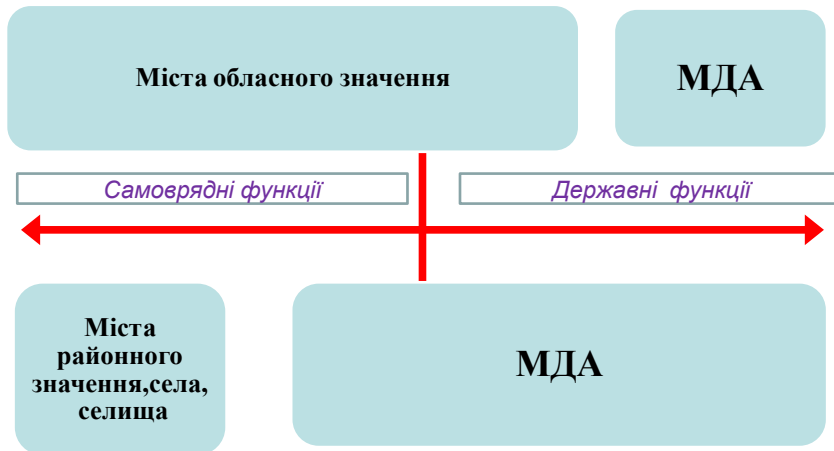 Міста обласного значення
МДА
Самоврядні функції
Державні функції
Міста
районного
значення,села,
селища
МДА